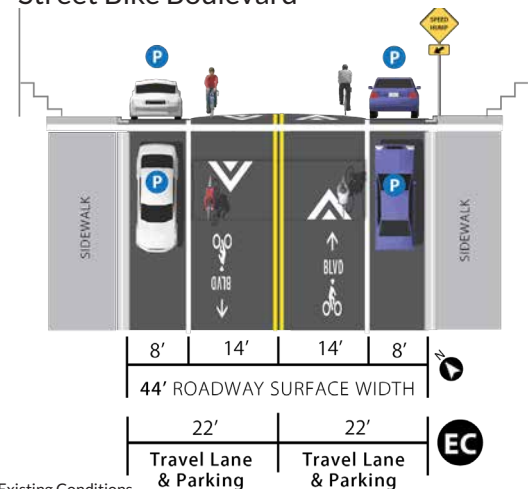 Street Bike Boulevard
SPEED
HUMP
P
P
P
P
SIDEWALK
SIDEWALK
BLVD
BLVD
8’ 14’ 14’ 8’
N
44’ ROADWAY SURFACE WIDTH
22’ 22’
EC
Travel Lane
& Parking
Travel Lane
& Parking
Existing Conditions